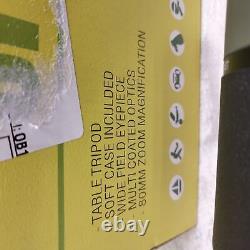 TABLE TRIPOD
SOFT CASE INCULDED
WIDE FIELD EYEPIECE
- MULTI COATED OPTICS
- 80MM ZOOM MAGNIFICATION